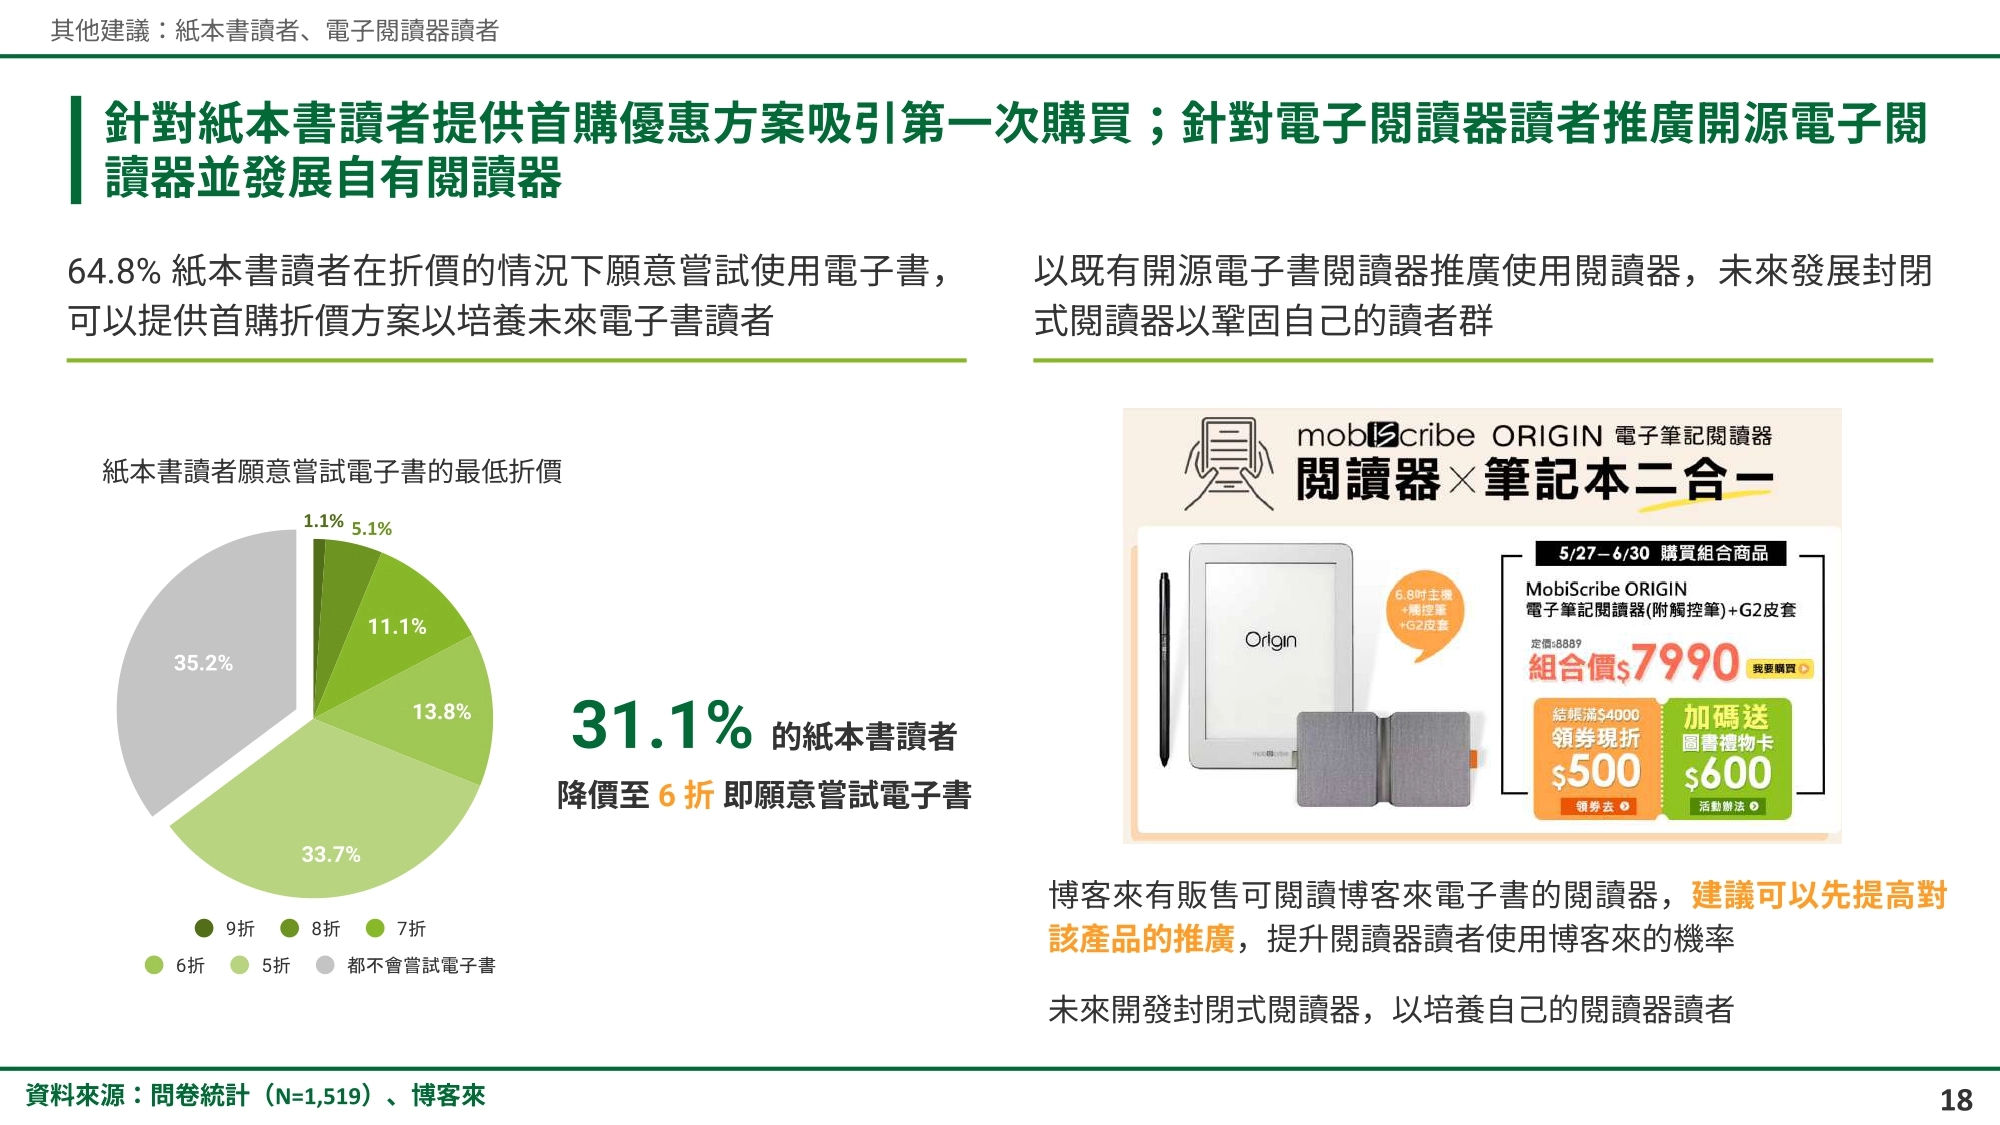 其他建議：紙本書讀者、電子閱讀器讀者
針對紙本書讀者提供首購優惠方案吸引第一次購買；針對電子閱讀器讀者推廣開源電子閱
讀器並發展自有閱讀器
64.8% 紙本書讀者在折價的情況下願意嘗試使用電子書，
可以提供首購折價方案以培養未來電子書讀者
紙本書讀者願意嘗試電子書的最低折價
1.1%
5.1%
11.1%
35.2%
13.8%
33.7%
9折 8折 7折
6折 5折 都不會嘗試電子書
31.1% 的紙本書讀者
降價至 6 折 即願意嘗試電子書
以既有開源電子書閱讀器推廣使用閱讀器，未來發展封閉
式閱讀器以鞏固自己的讀者群
mobiscribe ORIGIN 電子筆記閱讀器
閱讀器×筆記本二合一
6.8吋主機
+觸控筆
+G2皮套
Origin
mobiscribe
5/27–6/30 購買組合商品
MobiScribe ORIGIN
電子筆記閱讀器(附觸控筆)+G2皮套
定價$8889
組合價$7990 我要購買
結帳滿$4000
領券現折
$500
領券去
加碼送
圖書禮物卡
$600
活動辦法
博客來有販售可閱讀博客來電子書的閱讀器，建議可以先提高對
該產品的推廣，提升閱讀器讀者使用博客來的機率
未來開發封閉式閱讀器，以培養自己的閱讀器讀者
資料來源：問卷統計（N=1,519）、博客來
18